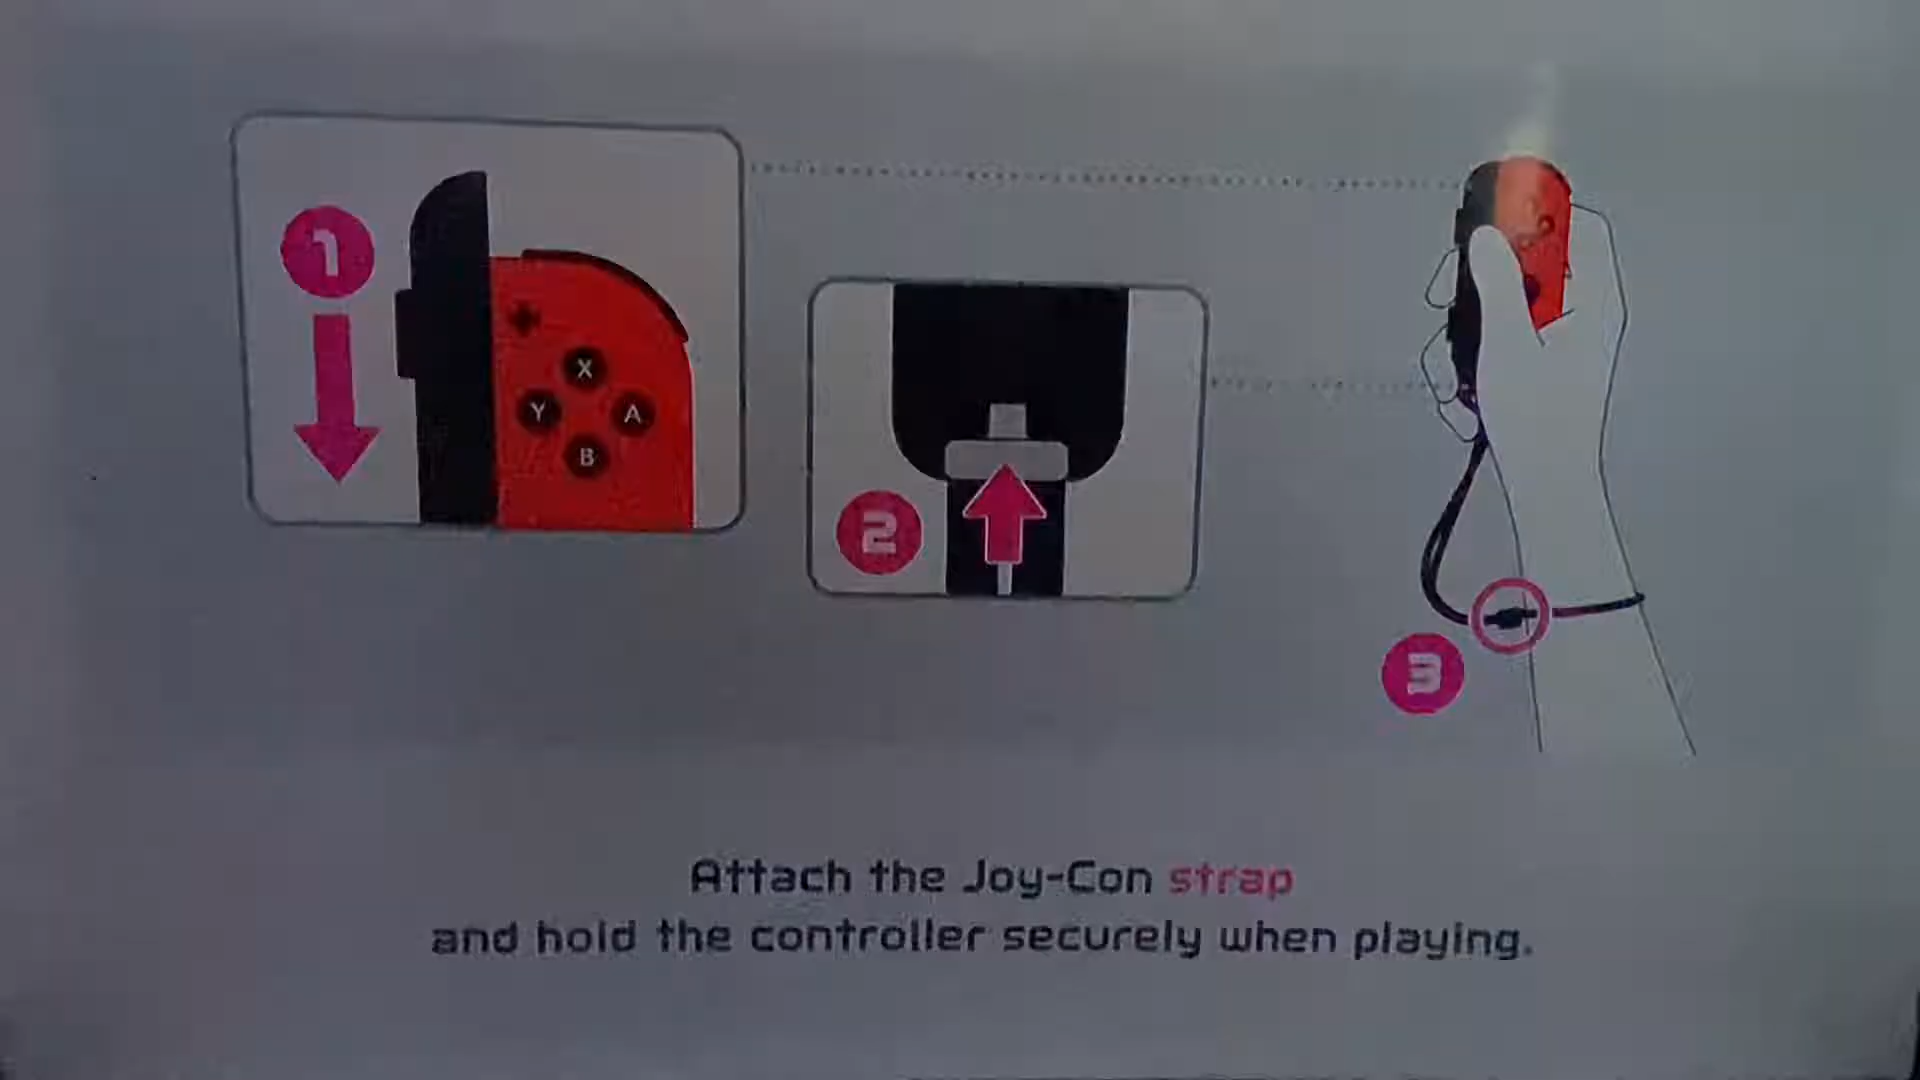 1
X
Y
A
B
2
3
Attach the Joy-Con strap
and hold the controller securely when playing.